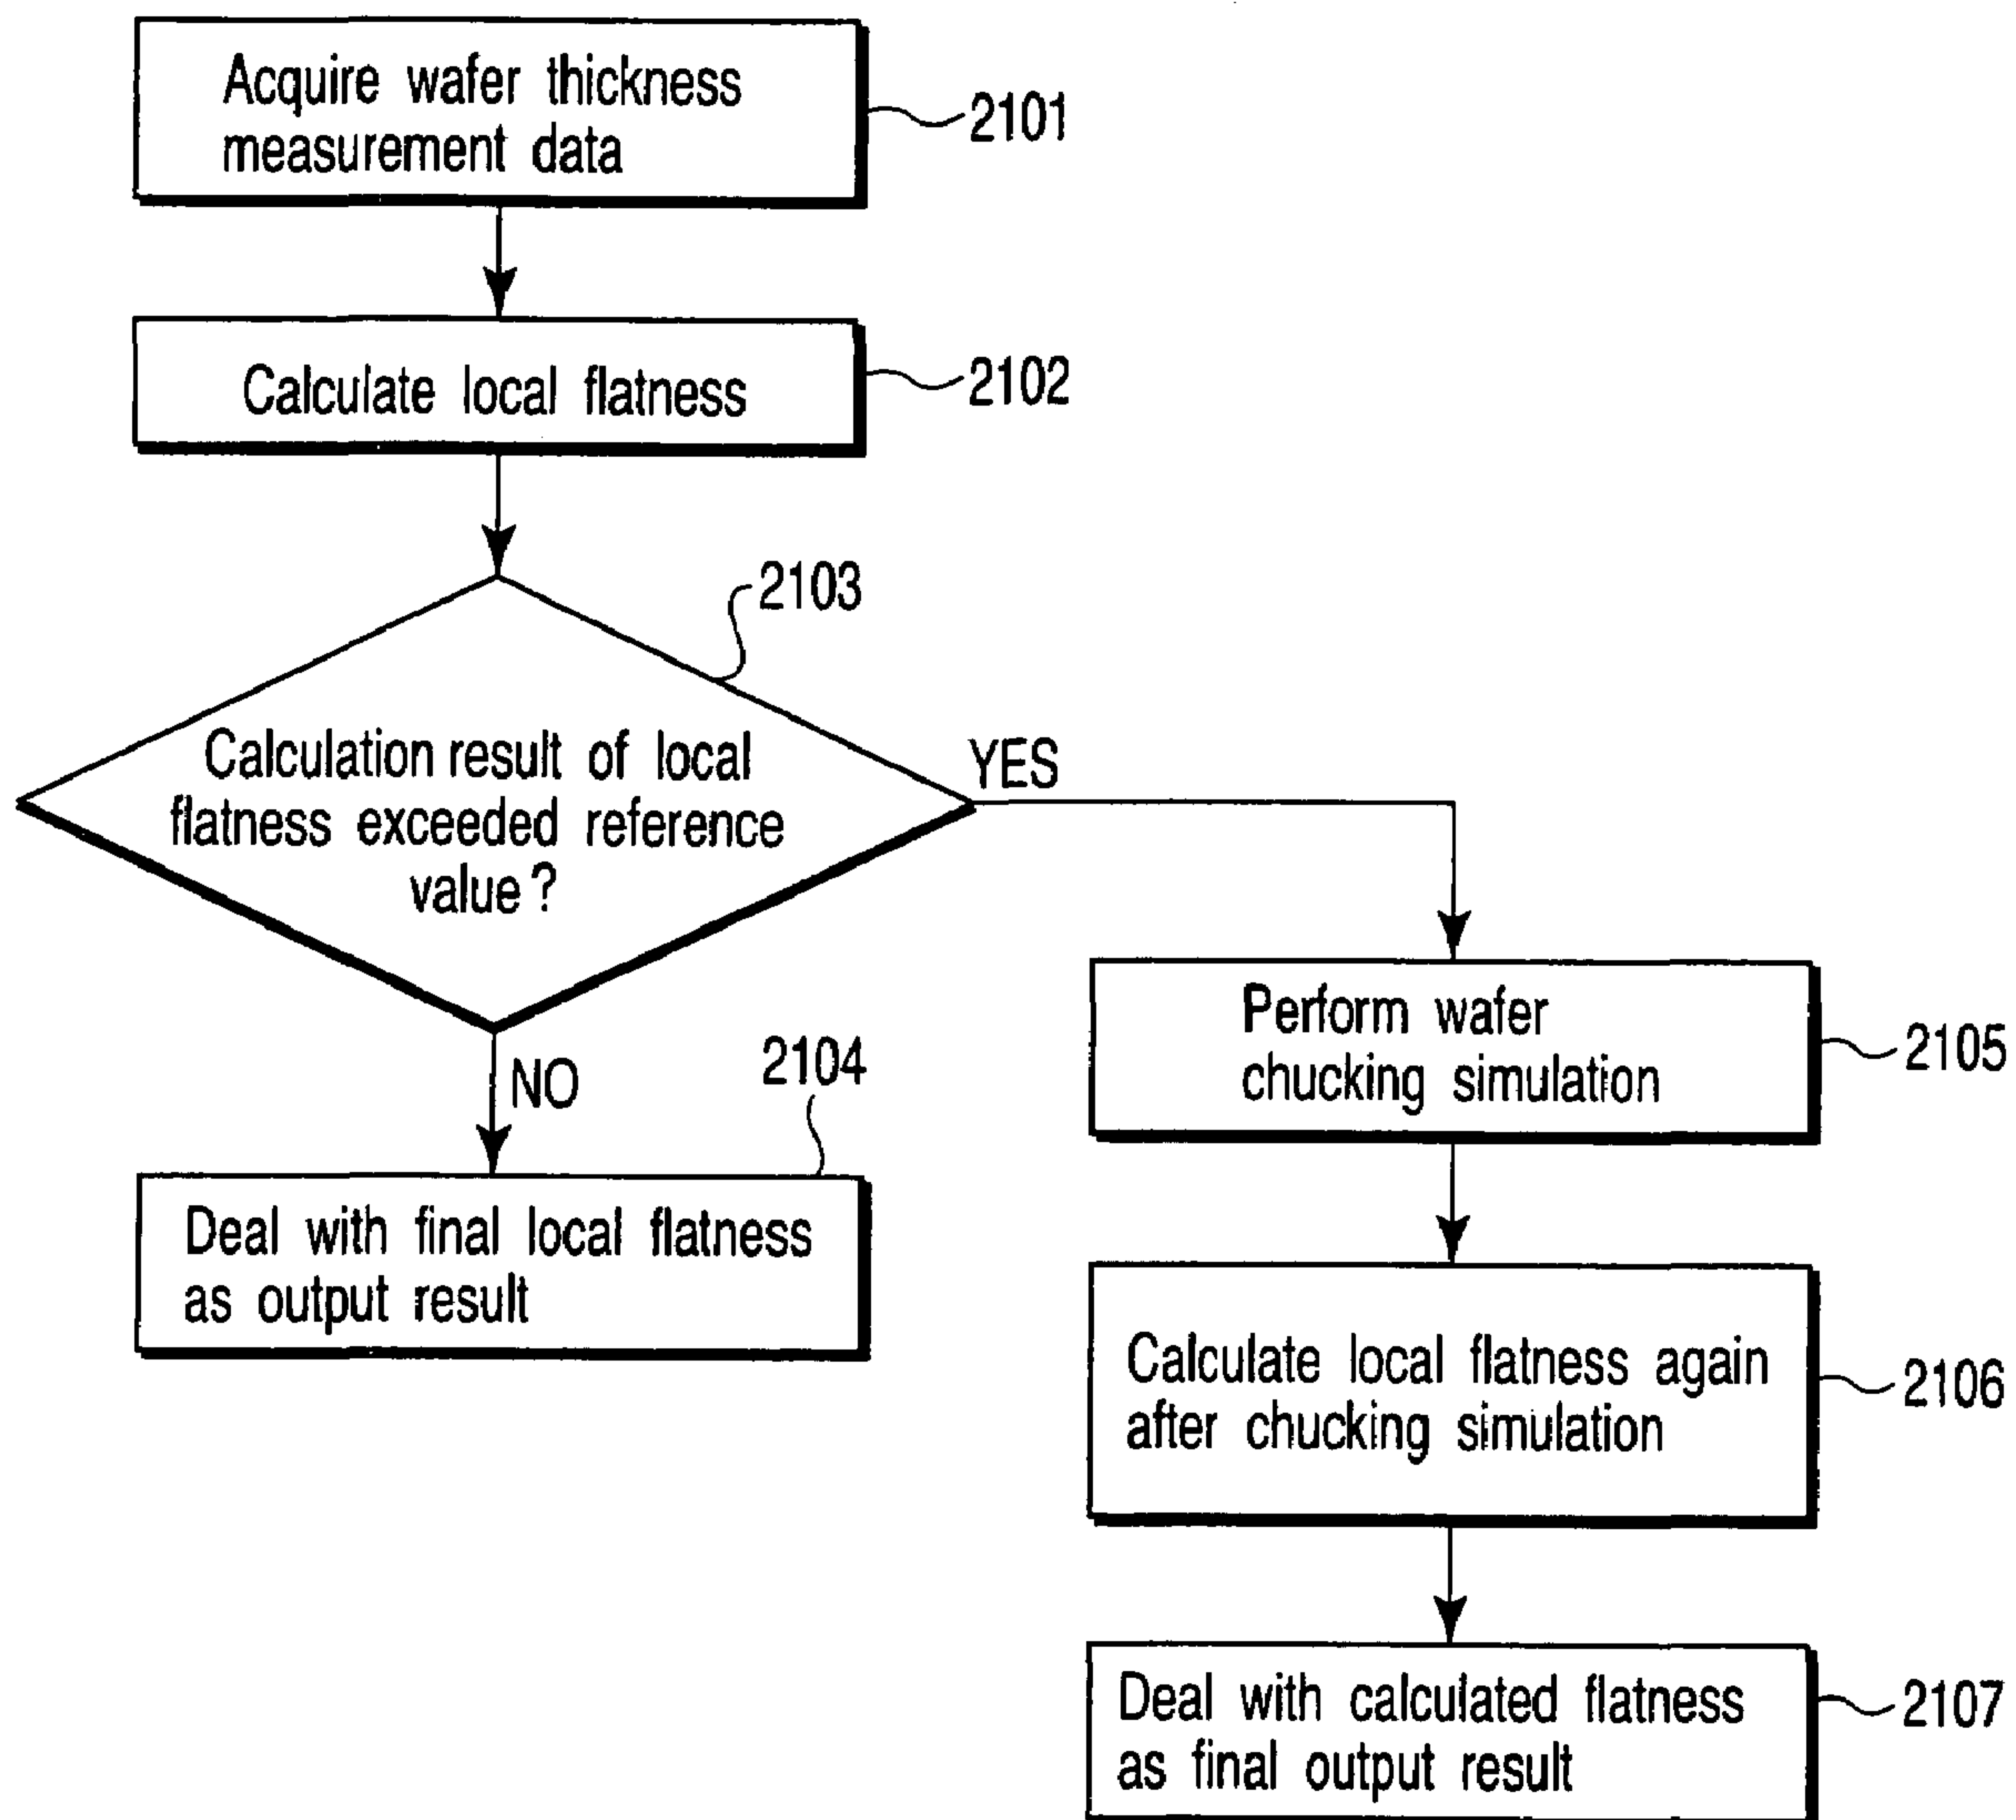 Acquire wafer thickness
measurement data
2101
Calculate local flatness
2102
2103
Calculation result of local
flatness exceeded reference
value?
YES
NO
2104
Deal with final local flatness
as output result
Perform wafer
chucking simulation
2105
Calculate local flatness again
after chucking simulation
2106
Deal with calculated flatness
as final output result
2107